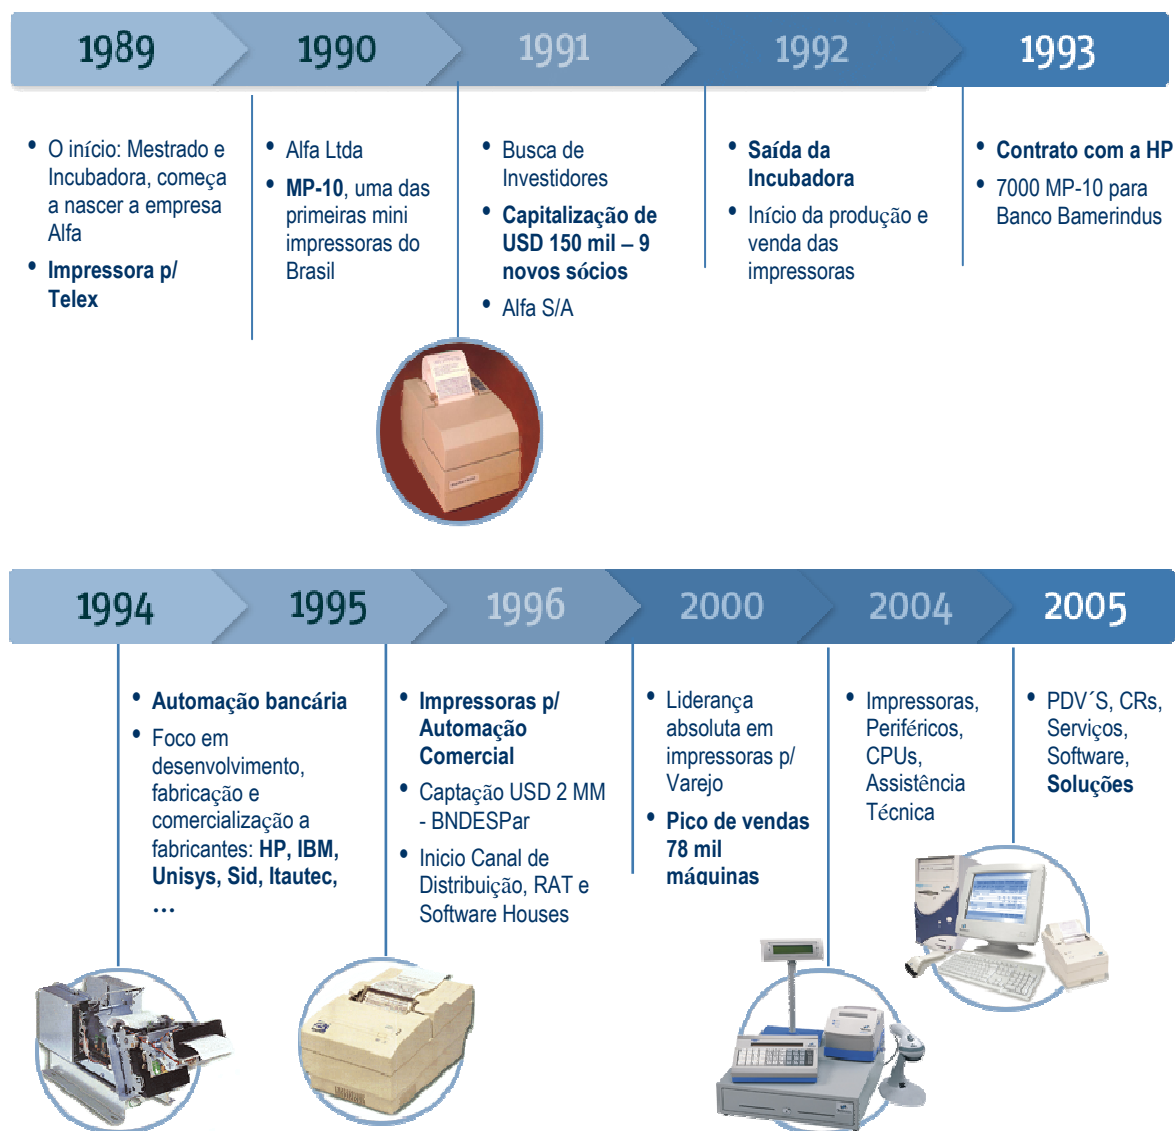 1989 1990 1991 1992 1993
• O início: Mestrado e
Incubadora, começa
a nascer a empresa
Alfa
• Impressora p/
Telex
• Alfa Ltda
• MP-10, uma das
primeiras mini
impressoras do
Brasil
• Busca de
Investidores
• Capitalização de
USD 150 mil – 9
novos sócios
• Alfa S/A
• Saída da
Incubadora
• Início da produção e
venda das
impressoras
• Contrato com a HP
• 7000 MP-10 para
Banco Bamerindus
1994 1995 1996 2000 2004 2005
• Automação bancária
• Foco em
desenvolvimento,
fabricação e
comercialização a
fabricantes: HP, IBM,
Unisys, Sid, Itautec,
...
• Impressoras p/
Automação
Comercial
• Captação USD 2 MM
- BNDESPar
• Inicio Canal de
Distribuição, RAT e
Software Houses
• Liderança
absoluta em
impressoras p/
Varejo
• Pico de vendas
78 mil
máquinas
• Impressoras,
Periféricos,
CPUs,
Assistência
Técnica
• PDV´S, CRs,
Serviços,
Software,
Soluções